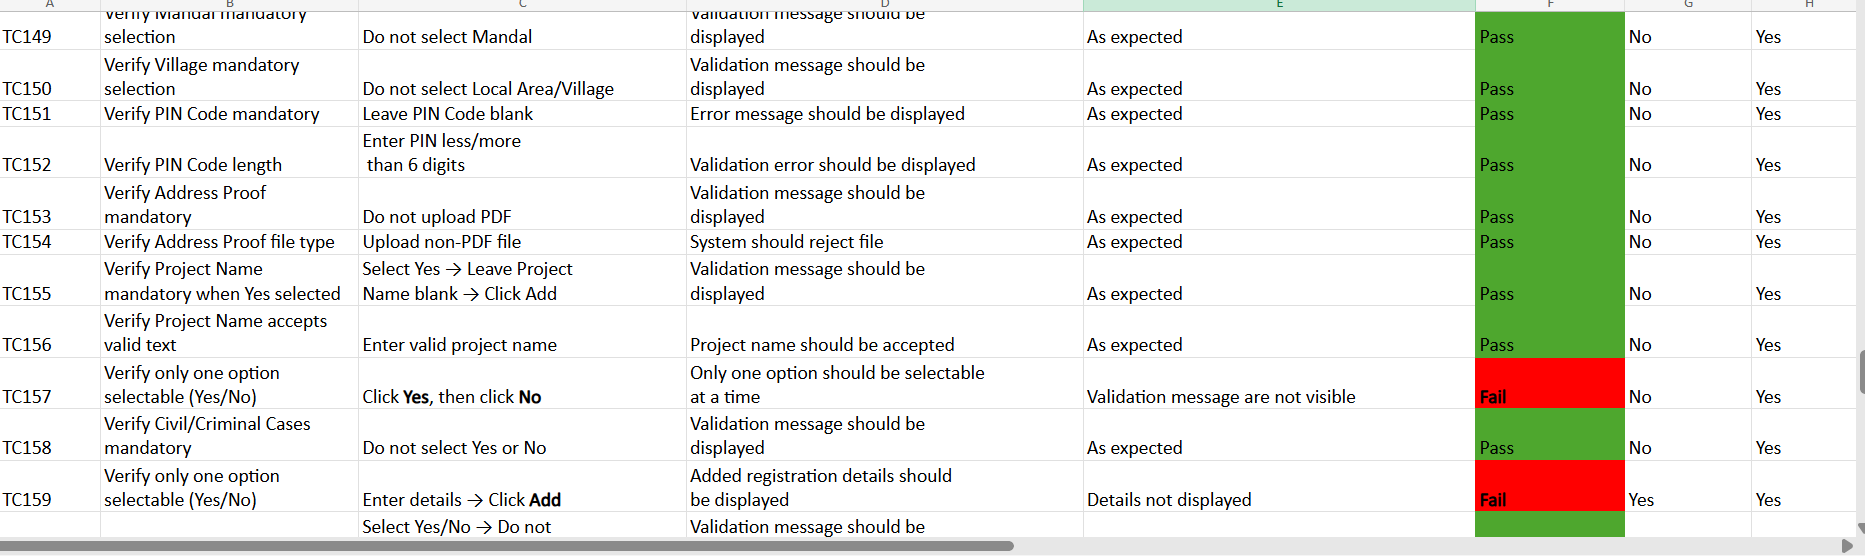 A B C D E F G H
Verify Mandal mandatory Validation message should be
TC149 selection Do not select Mandal displayed As expected Pass No Yes
Verify Village mandatory Validation message should be
TC150 selection Do not select Local Area/Village displayed As expected Pass No Yes
TC151 Verify PIN Code mandatory Leave PIN Code blank Error message should be displayed As expected Pass No Yes
Enter PIN less/more
TC152 Verify PIN Code length than 6 digits Validation error should be displayed As expected Pass No Yes
Verify Address Proof Validation message should be
TC153 mandatory Do not upload PDF displayed As expected Pass No Yes
TC154 Verify Address Proof file type Upload non-PDF file System should reject file As expected Pass No Yes
Verify Project Name Select Yes → Leave Project Validation message should be
TC155 mandatory when Yes selected Name blank → Click Add displayed As expected Pass No Yes
Verify Project Name accepts
TC156 valid text Enter valid project name Project name should be accepted As expected Pass No Yes
Verify only one option Only one option should be selectable
TC157 selectable (Yes/No) Click Yes, then click No at a time Validation message are not visible Fail No Yes
Verify Civil/Criminal Cases Validation message should be
TC158 mandatory Do not select Yes or No displayed As expected Pass No Yes
Verify only one option Added registration details should
TC159 selectable (Yes/No) Enter details → Click Add be displayed Details not displayed Fail Yes Yes
Select Yes/No → Do not Validation message should be